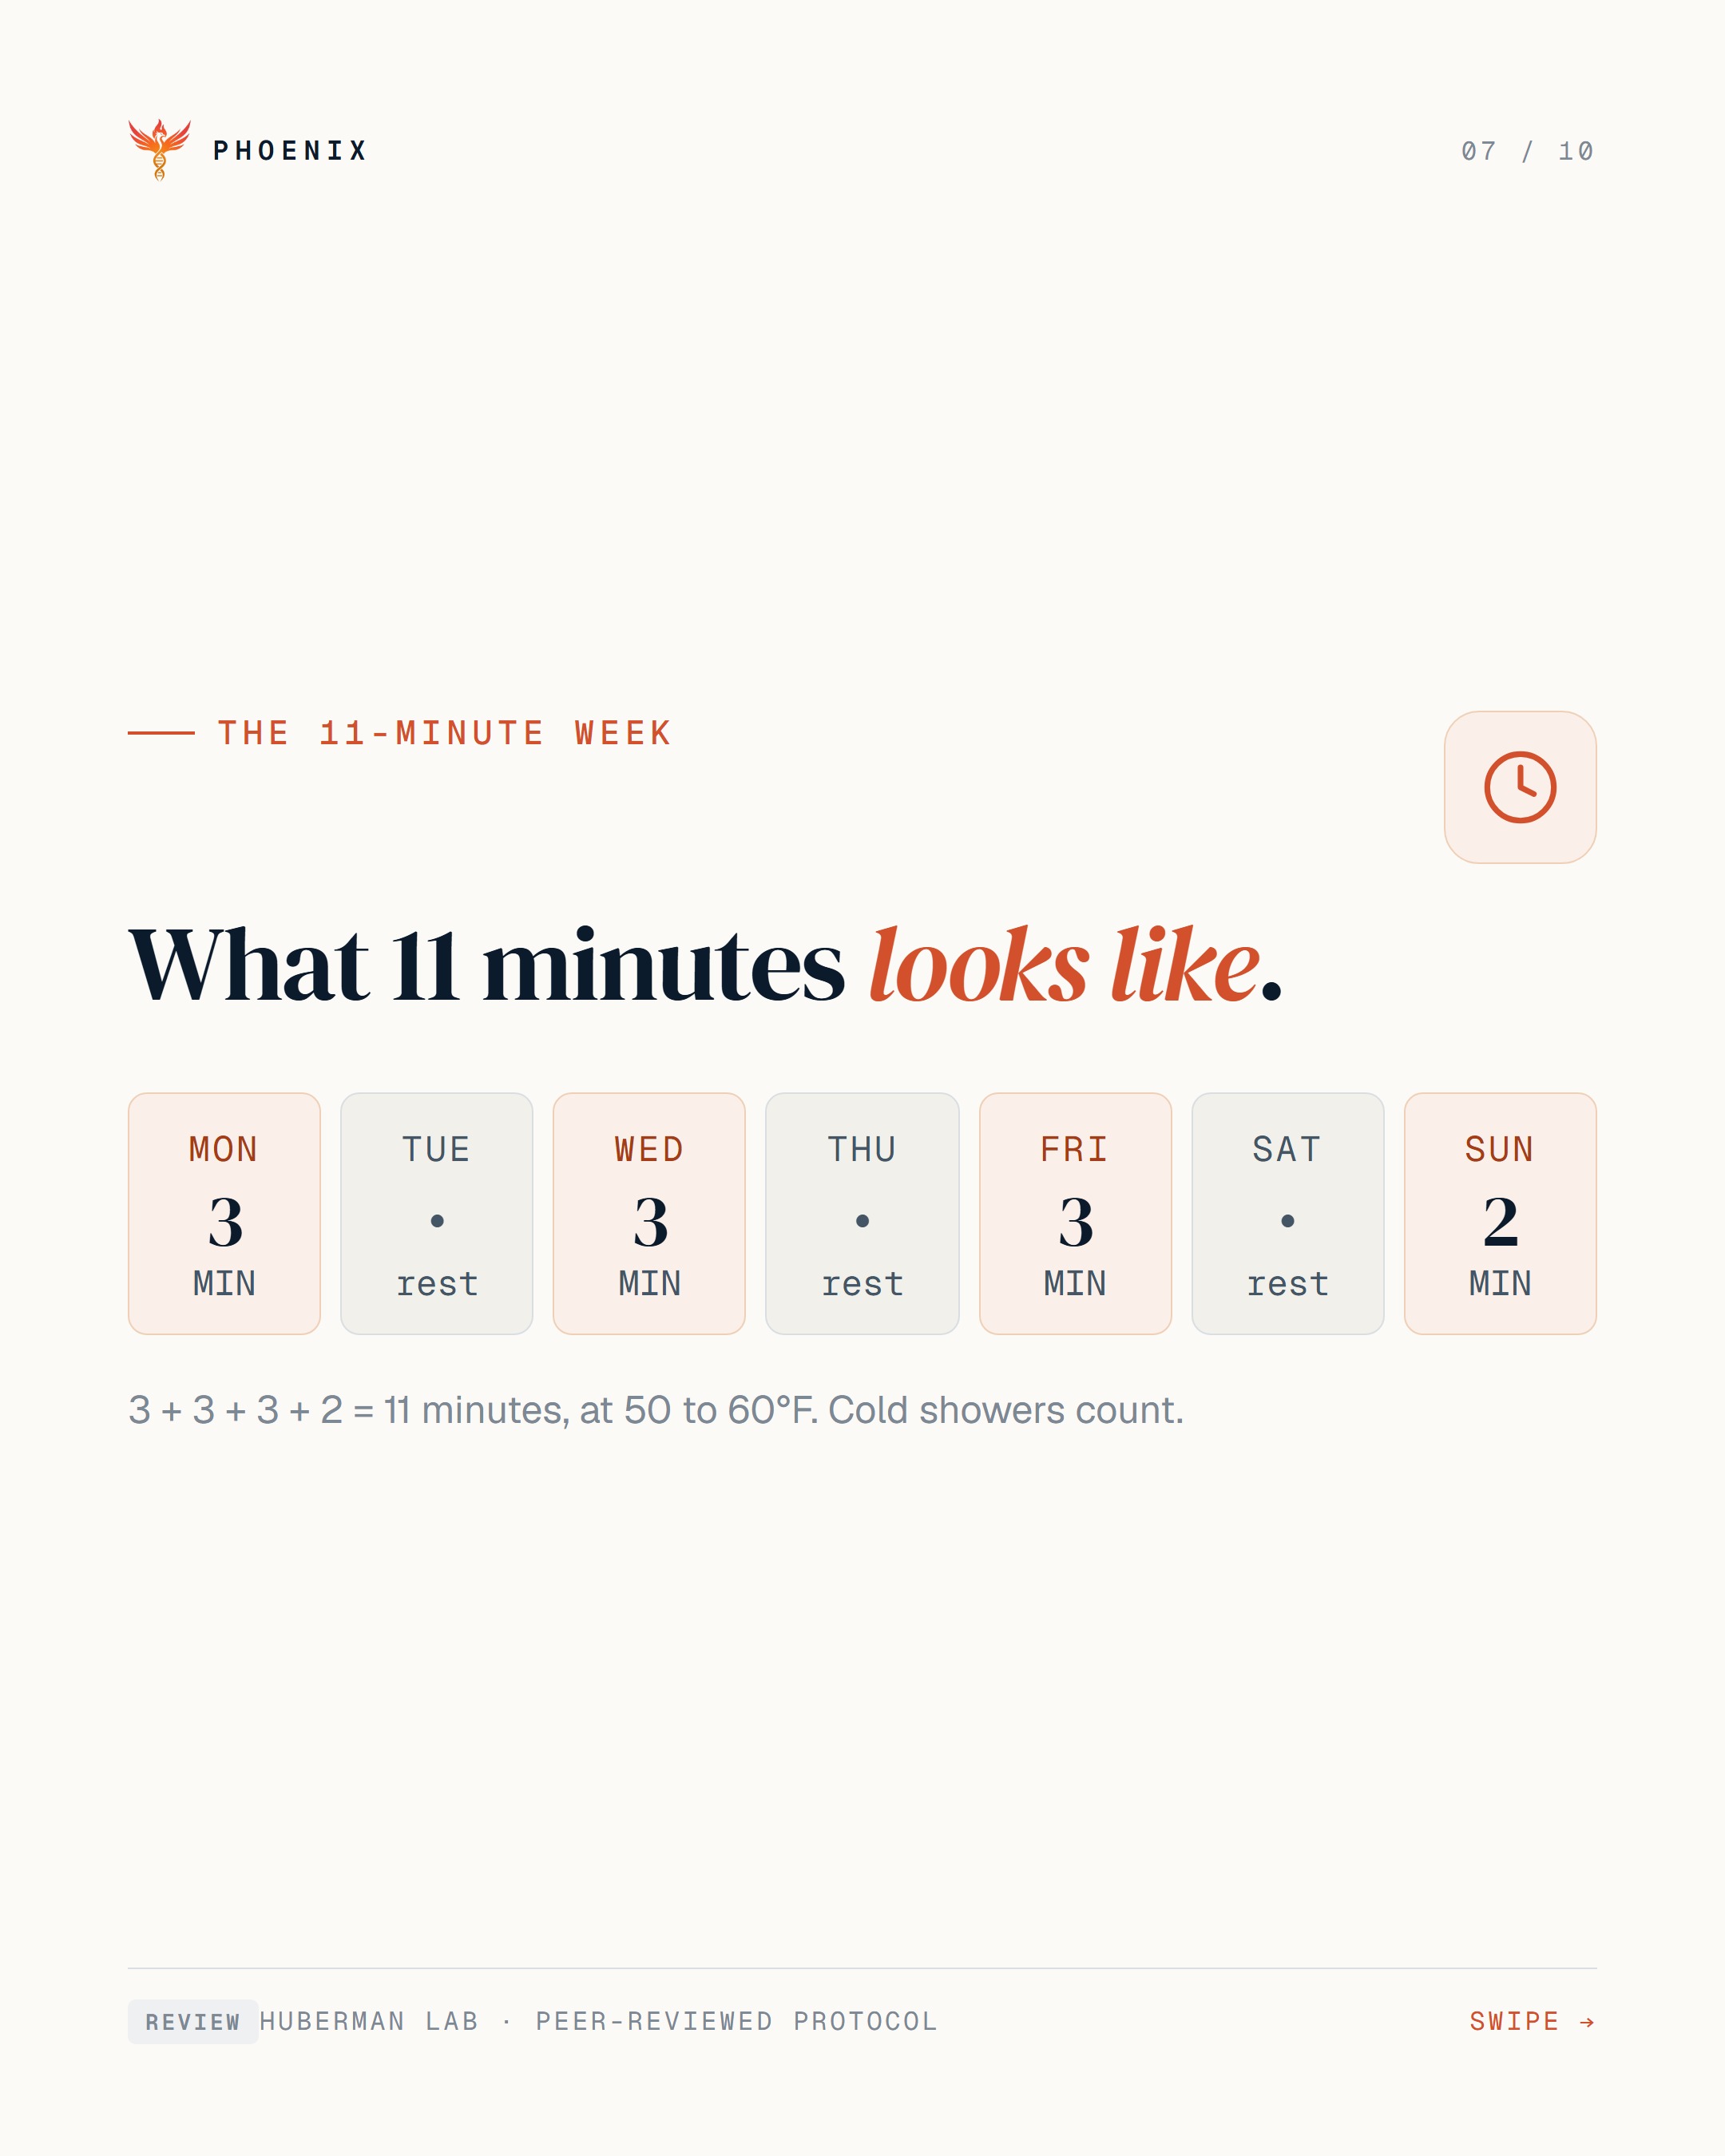 PHOENIX
07 / 10
THE 11-MINUTE WEEK
What 11 minutes looks like.
MON TUE WED THU FRI SAT SUN
3 • 3 • 3 • 2
MIN rest MIN rest MIN rest MIN
3 + 3 + 3 + 2 = 11 minutes, at 50 to 60°F. Cold showers count.
REVIEW HUBERMAN LAB · PEER-REVIEWED PROTOCOL
SWIPE →